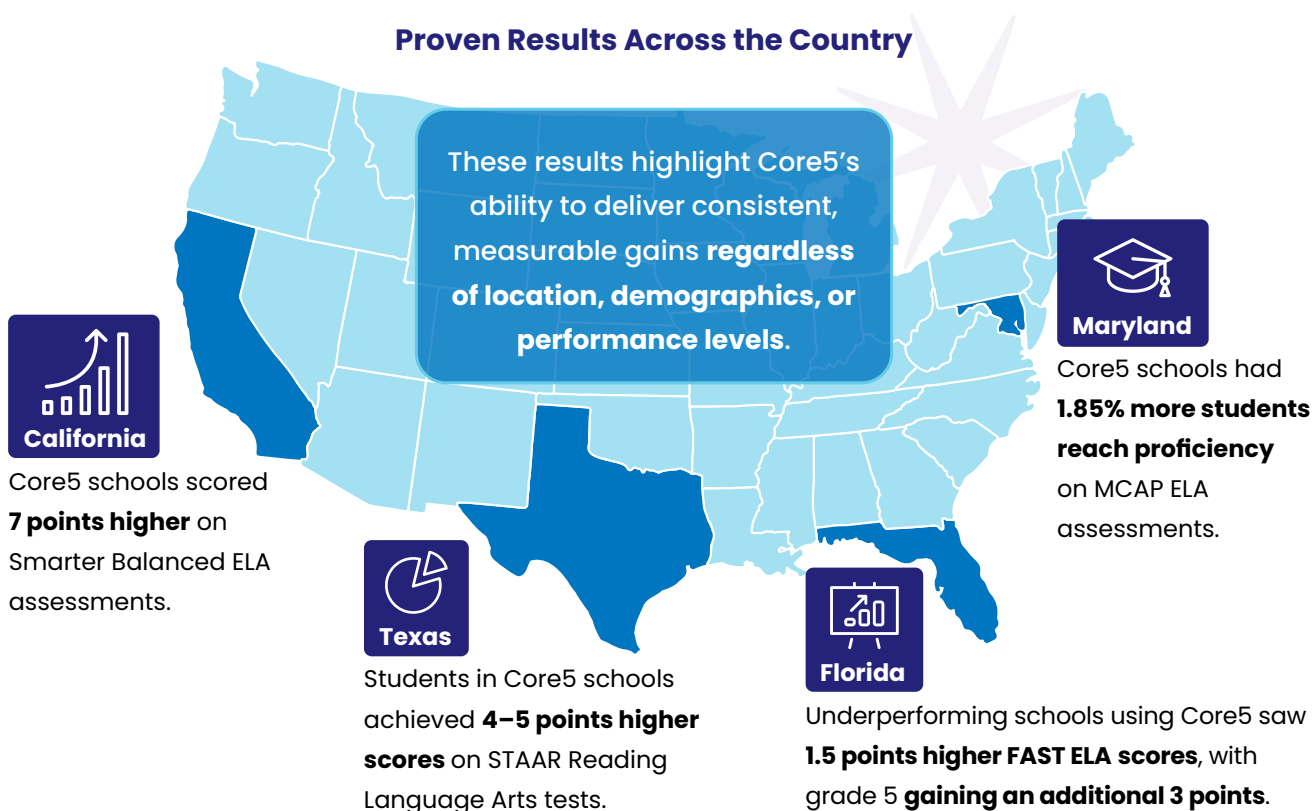 Proven Results Across the Country
These results highlight Core5’s
ability to deliver consistent,
measurable gains regardless
of location, demographics, or
performance levels.
California
Core5 schools scored
7 points higher on
Smarter Balanced ELA
assessments.
Texas
Students in Core5 schools
achieved 4–5 points higher
scores on STAAR Reading
Language Arts tests.
Florida
Underperforming schools using Core5 saw
1.5 points higher FAST ELA scores, with
grade 5 gaining an additional 3 points.
Maryland
Core5 schools had
1.85% more students
reach proficiency
on MCAP ELA
assessments.